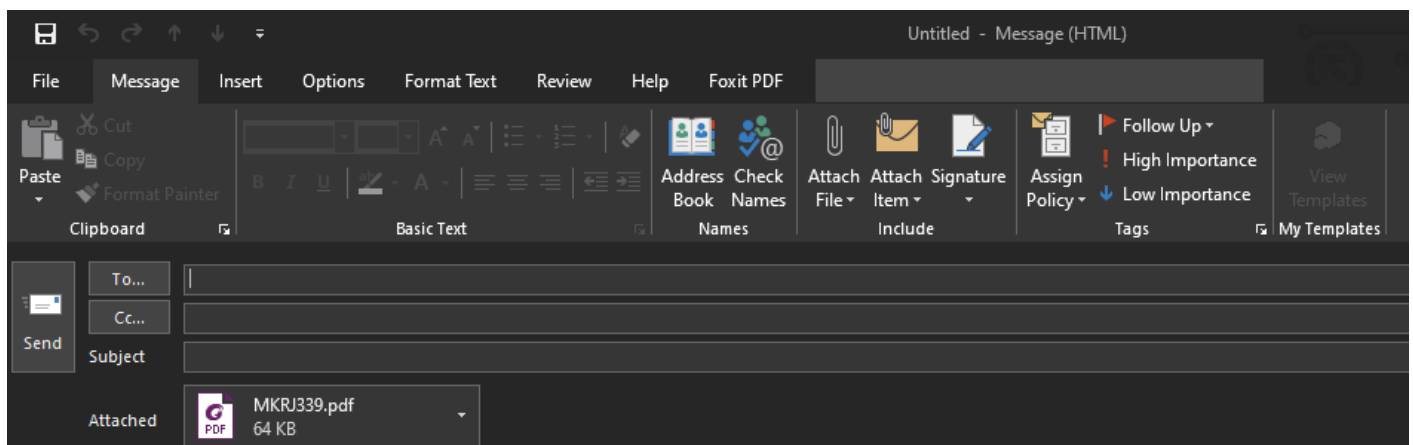 Untitled - Message (HTML)
File Message Insert Options Format Text Review Help Foxit PDF
Paste
Cut
Copy
Format Painter
Clipboard
B I U ab A
A A
Basic Text
Address Book
Check Names
Names
Attach File
Attach Item
Signature
Include
Assign Policy
Follow Up
High Importance
Low Importance
Tags
View Templates
My Templates
Send
To...
Cc...
Subject
Attached
PDF
MKRJ339.pdf
64 KB